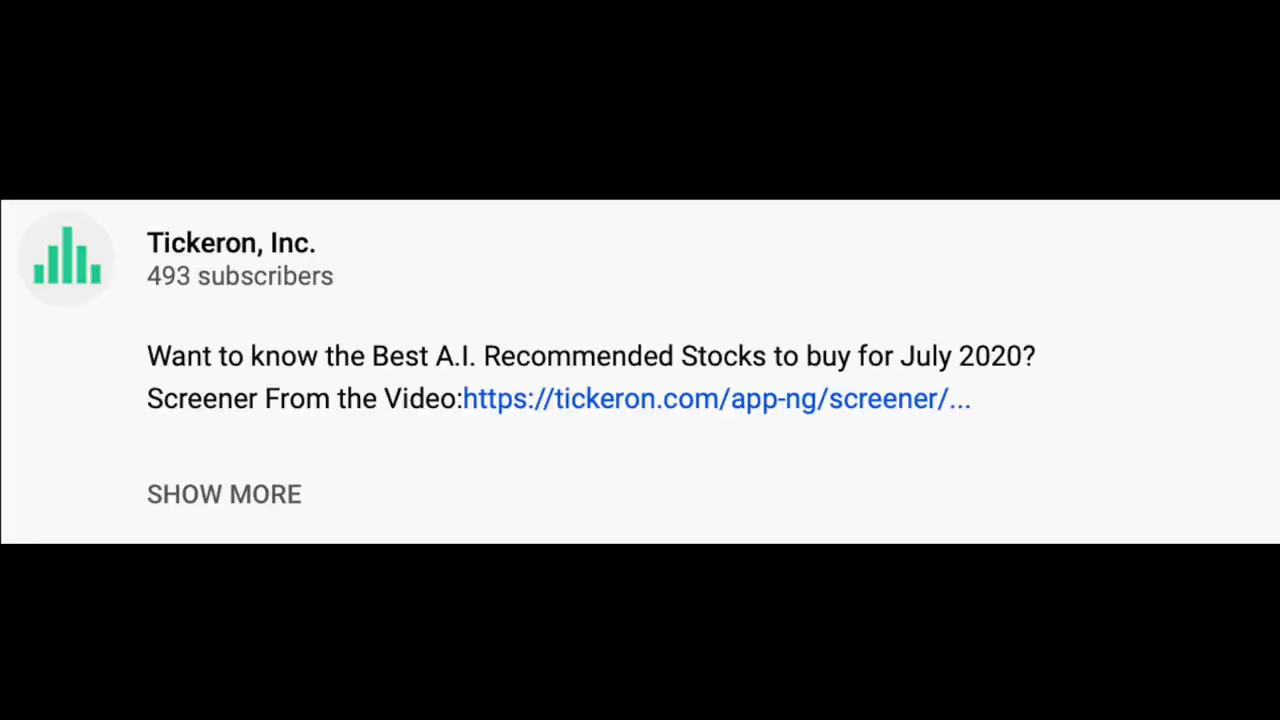 Tickeron, Inc.
493 subscribers
Want to know the Best A.I. Recommended Stocks to buy for July 2020?
Screener From the Video:https://tickeron.com/app-ng/screener/...
SHOW MORE